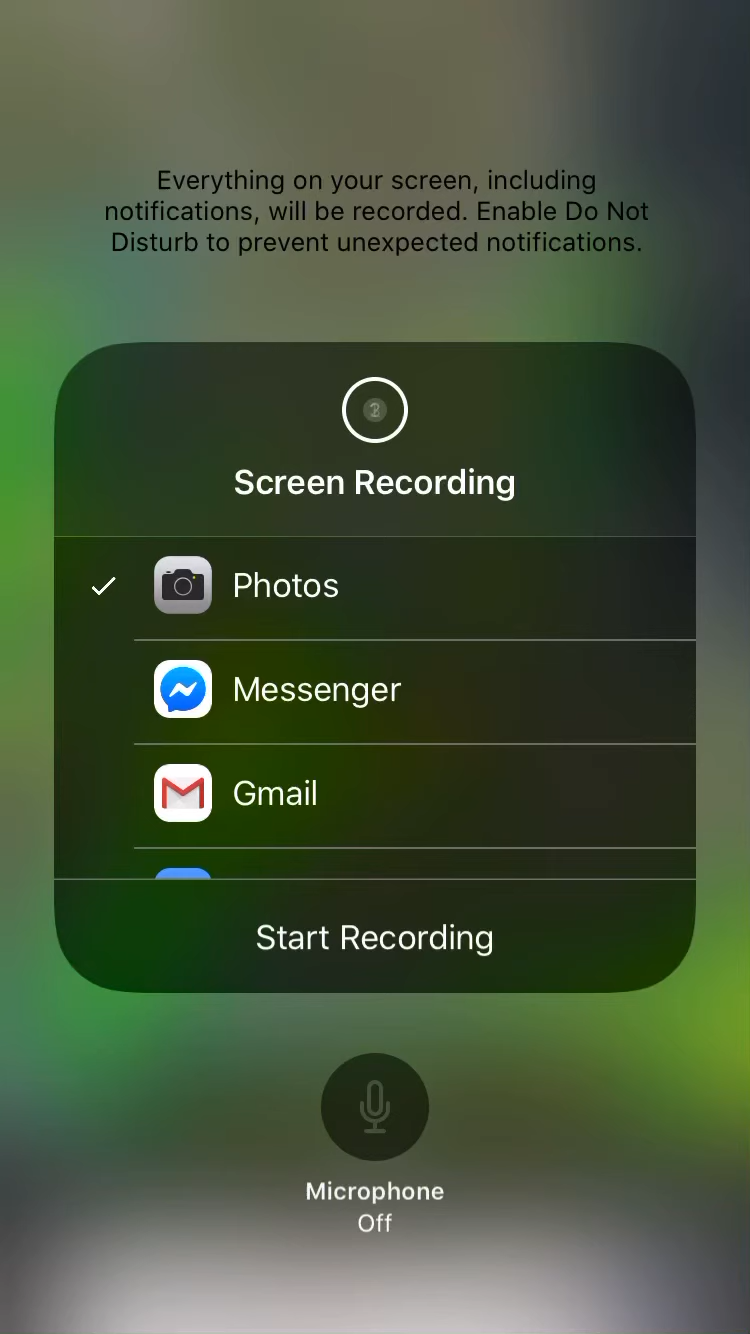 Everything on your screen, including
notifications, will be recorded. Enable Do Not
Disturb to prevent unexpected notifications.
Screen Recording
Photos
Messenger
Gmail
Start Recording
Microphone
Off